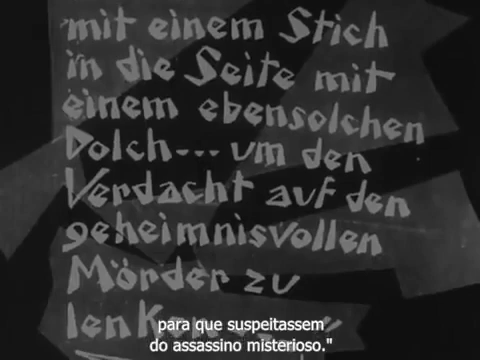 mit einem Stich
in die Seite mit
einem ebensolchen
Dolch--- um den
Verdacht auf den
geheimnisvollen
Mörder zu
lenken
para que suspeitassem
do assassino misterioso."